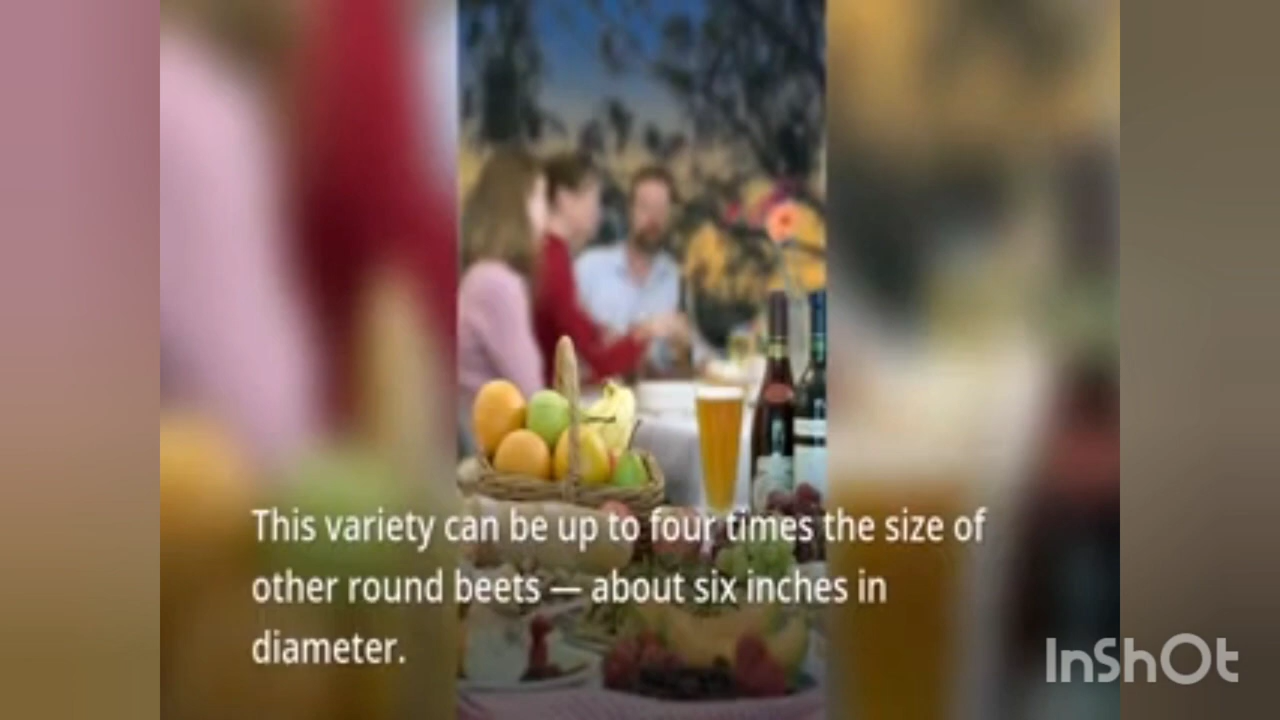 This variety can be up to four times the size of
other round beets — about six inches in
diameter.
InShOt